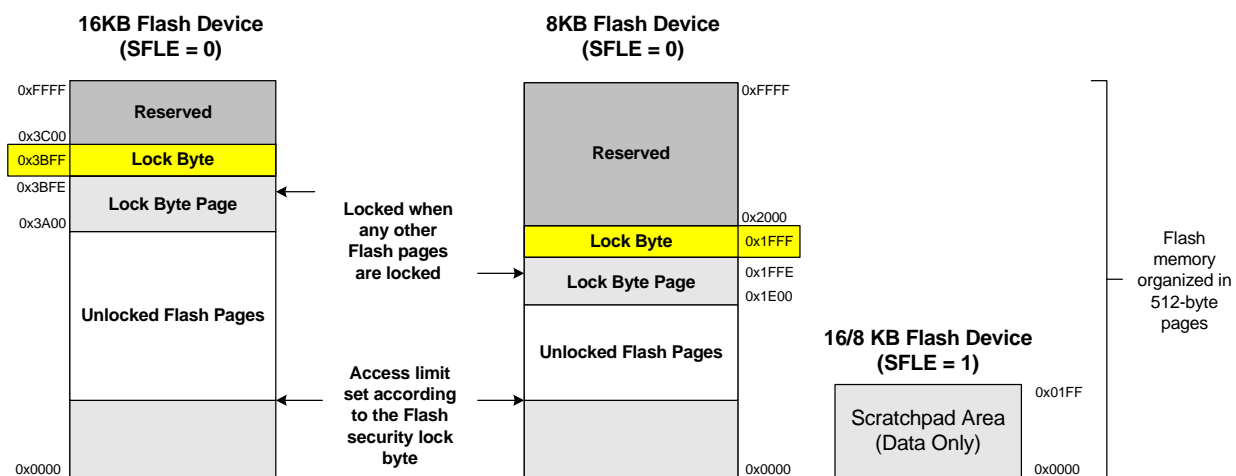 16KB Flash Device
(SFLE = 0)
0xFFFF
Reserved
0x3C00
0x3BFF
Lock Byte
0x3BFE
Lock Byte Page
0x3A00
Unlocked Flash Pages
0x0000
Locked when
any other
Flash pages
are locked
Access limit
set according
to the Flash
security lock
byte
8KB Flash Device
(SFLE = 0)
0xFFFF
Reserved
0x2000
Lock Byte
0x1FFF
0x1FFE
Lock Byte Page
0x1E00
Unlocked Flash Pages
0x0000
16/8 KB Flash Device
(SFLE = 1)
0x01FF
Scratchpad Area
(Data Only)
0x0000
Flash
memory
organized in
512-byte
pages